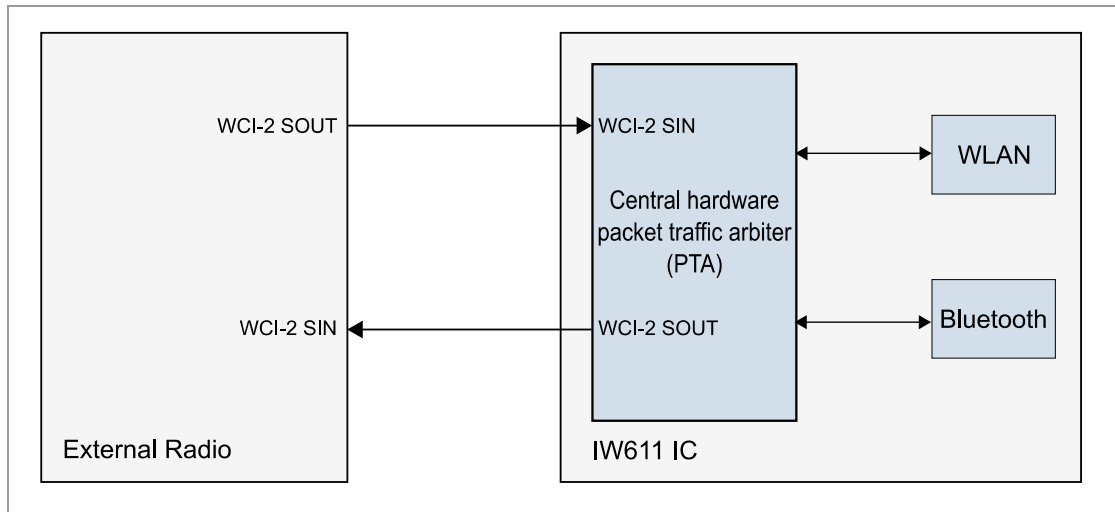 WCI-2 SOUT
WCI-2 SIN
WLAN
Central hardware
packet traffic arbiter
(PTA)
WCI-2 SIN
WCI-2 SOUT
Bluetooth
External Radio
IW611 IC